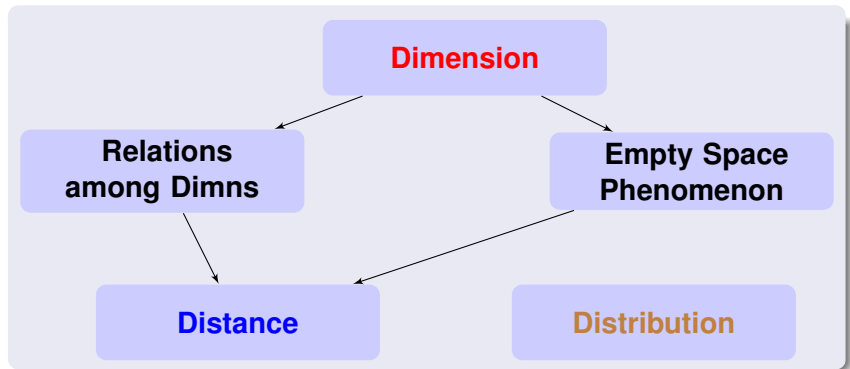 Dimension
Relations
among Dimns
Empty Space
Phenomenon
Distance
Distribution